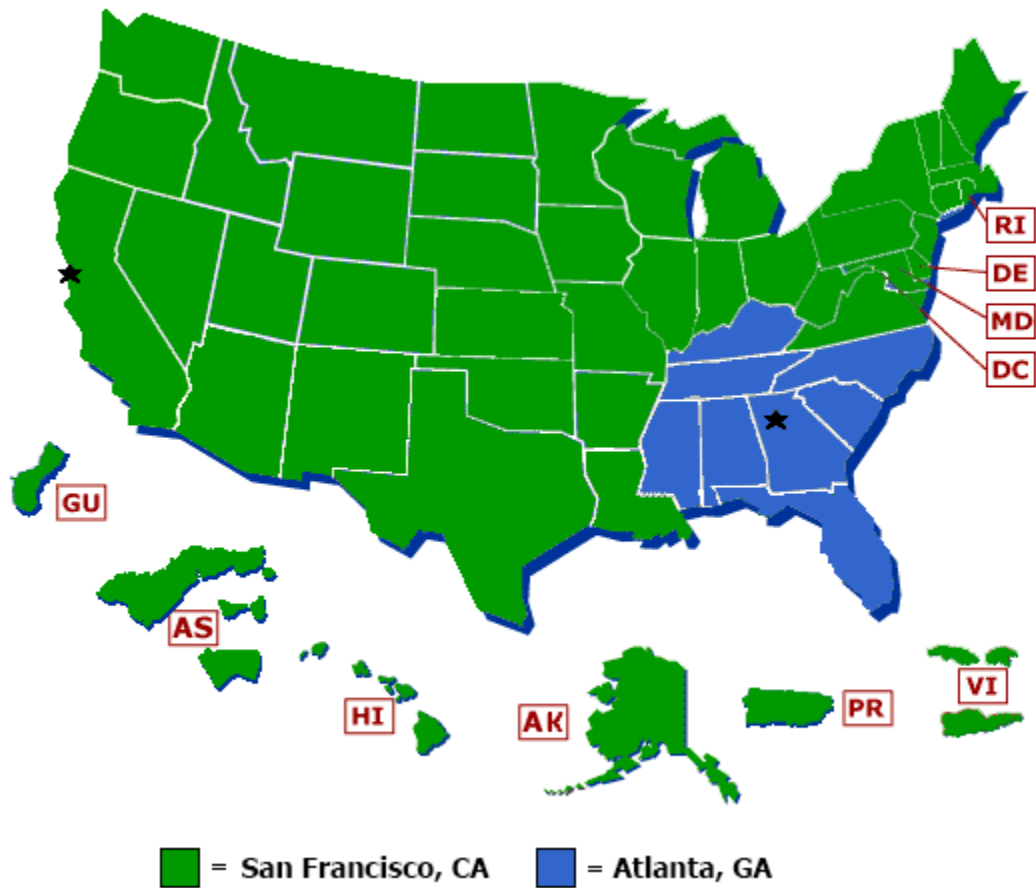 RI
DE
MD
DC
GU
AS
HI
AK
PR
VI
= San Francisco, CA = Atlanta, GA